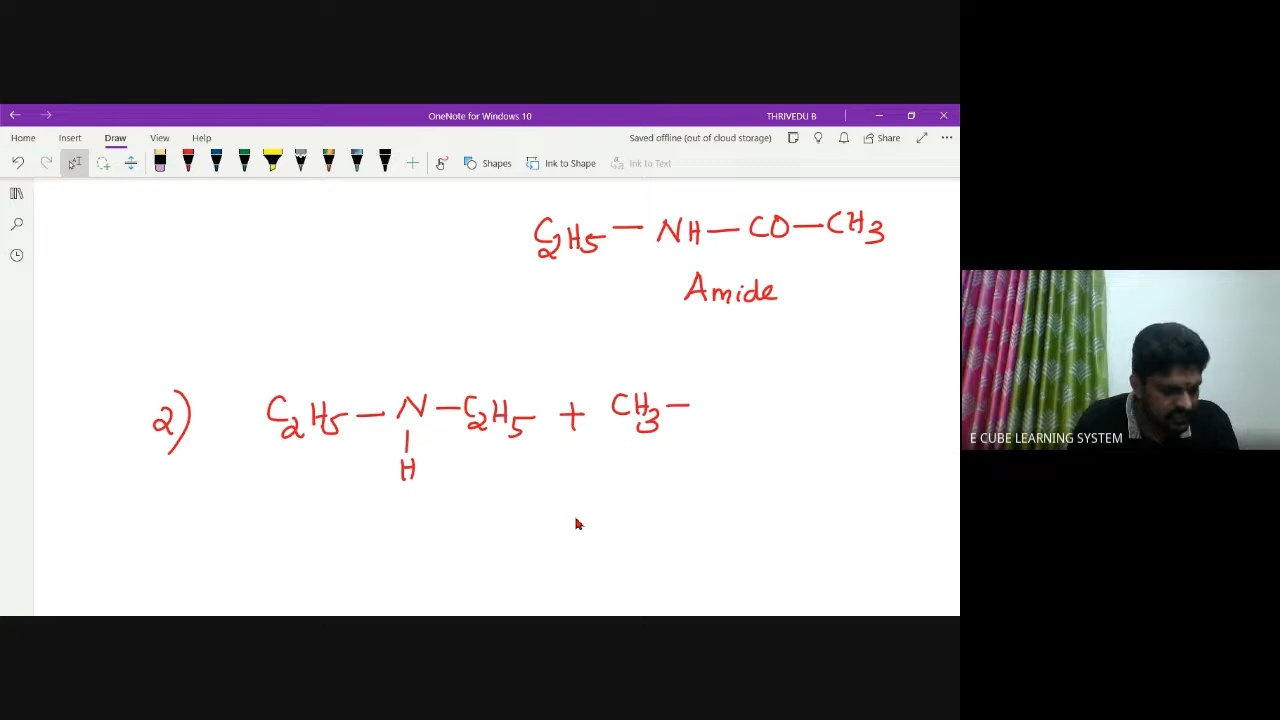 OneNote for Windows 10
THRIVEDU B
Home Insert Draw View Help
Saved offline (out of cloud storage)
Share
Shapes
Ink to Shape
Ink to Text
C2H5 — NH — CO — CH3
Amide
2) C2H5 — N — C2H5 + CH3 —
|
H
E CUBE LEARNING SYSTEM